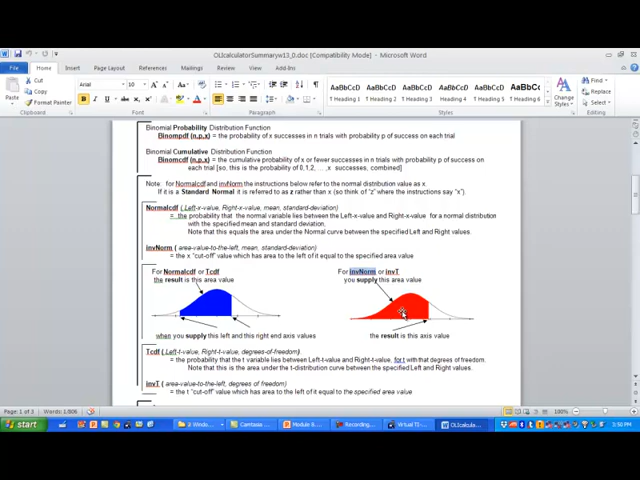 OLIcalculatorSummaryw13_0.doc [Compatibility Mode] - Microsoft Word
File Home Insert Page Layout References Mailings Review View Add-Ins
Cut
Copy
Format Painter
Paste
Clipboard
Arial 10
Font
Paragraph
AaBbCcD AaBbCcD AaBbCcD AaBbCcD AaBbCc
Heading 1 Heading 2 Heading 3 Heading 4 Heading 5
Styles
Change Styles
Find
Replace
Select
Editing
Binomial Probability Distribution Function
Binompdf (n,p,x) = the probability of x successes in n trials with probability p of success on each trial
Binomial Cumulative Distribution Function
Binomcdf (n,p,x) = the cumulative probability of x or fewer successes in n trials with probability p of success on
each trial [so, this is the probability of 0,1,2, ... ,x successes, combined]
Note: for Normalcdf and invNorm the instructions below refer to the normal distribution value as x.
If it is a Standard Normal it is referred to as z rather than x (so think of "z where the instructions say "x").
Normalcdf ( Left-x-value, Right-x-value, mean, standard-deviation)
= the probability that the normal variable lies between the Left-x-value and Right-x-value for a normal distribution
with the specified mean and standard deviation.
Note that this equals the area under the Normal curve between the specified Left and Right values.
invNorm ( area-value-to-the-left, mean, standard-deviation)
= the x "cut-off" value which has area to the left of it equal to the specified area
For Normalcdf or Tcdf
the result is this area value
For invNorm or invT
you supply this area value
when you supply this left and this right end axis values
the result is this axis value
Tcdf ( Left-t-value, Right-t-value, degrees-of-freedom)
= the probability that the t variable lies between Left-t-value and Right-t-value, for t with that degrees of freedom.
Note that this equals the area under the t-distribution curve between the specified Left and Right values.
invT ( area-value-to-the-left, degrees of freedom)
= the t "cut-off" value which has area to the left of it equal to the specified area
Page: 1 of 3 Words: 1/806 100%
start 3 Window... Camtasia Module 6... Recording... Virtual TI-... OLIcalcula... 3:50 PM